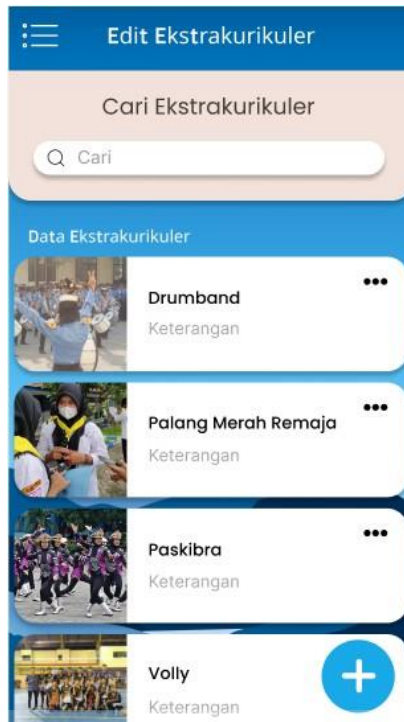 Edit Ekstrakurikuler
Cari Ekstrakurikuler
Cari
Data Ekstrakurikuler
Drumband
Keterangan
Palang Merah Remaja
Keterangan
Paskibra
Keterangan
Volly
Keterangan